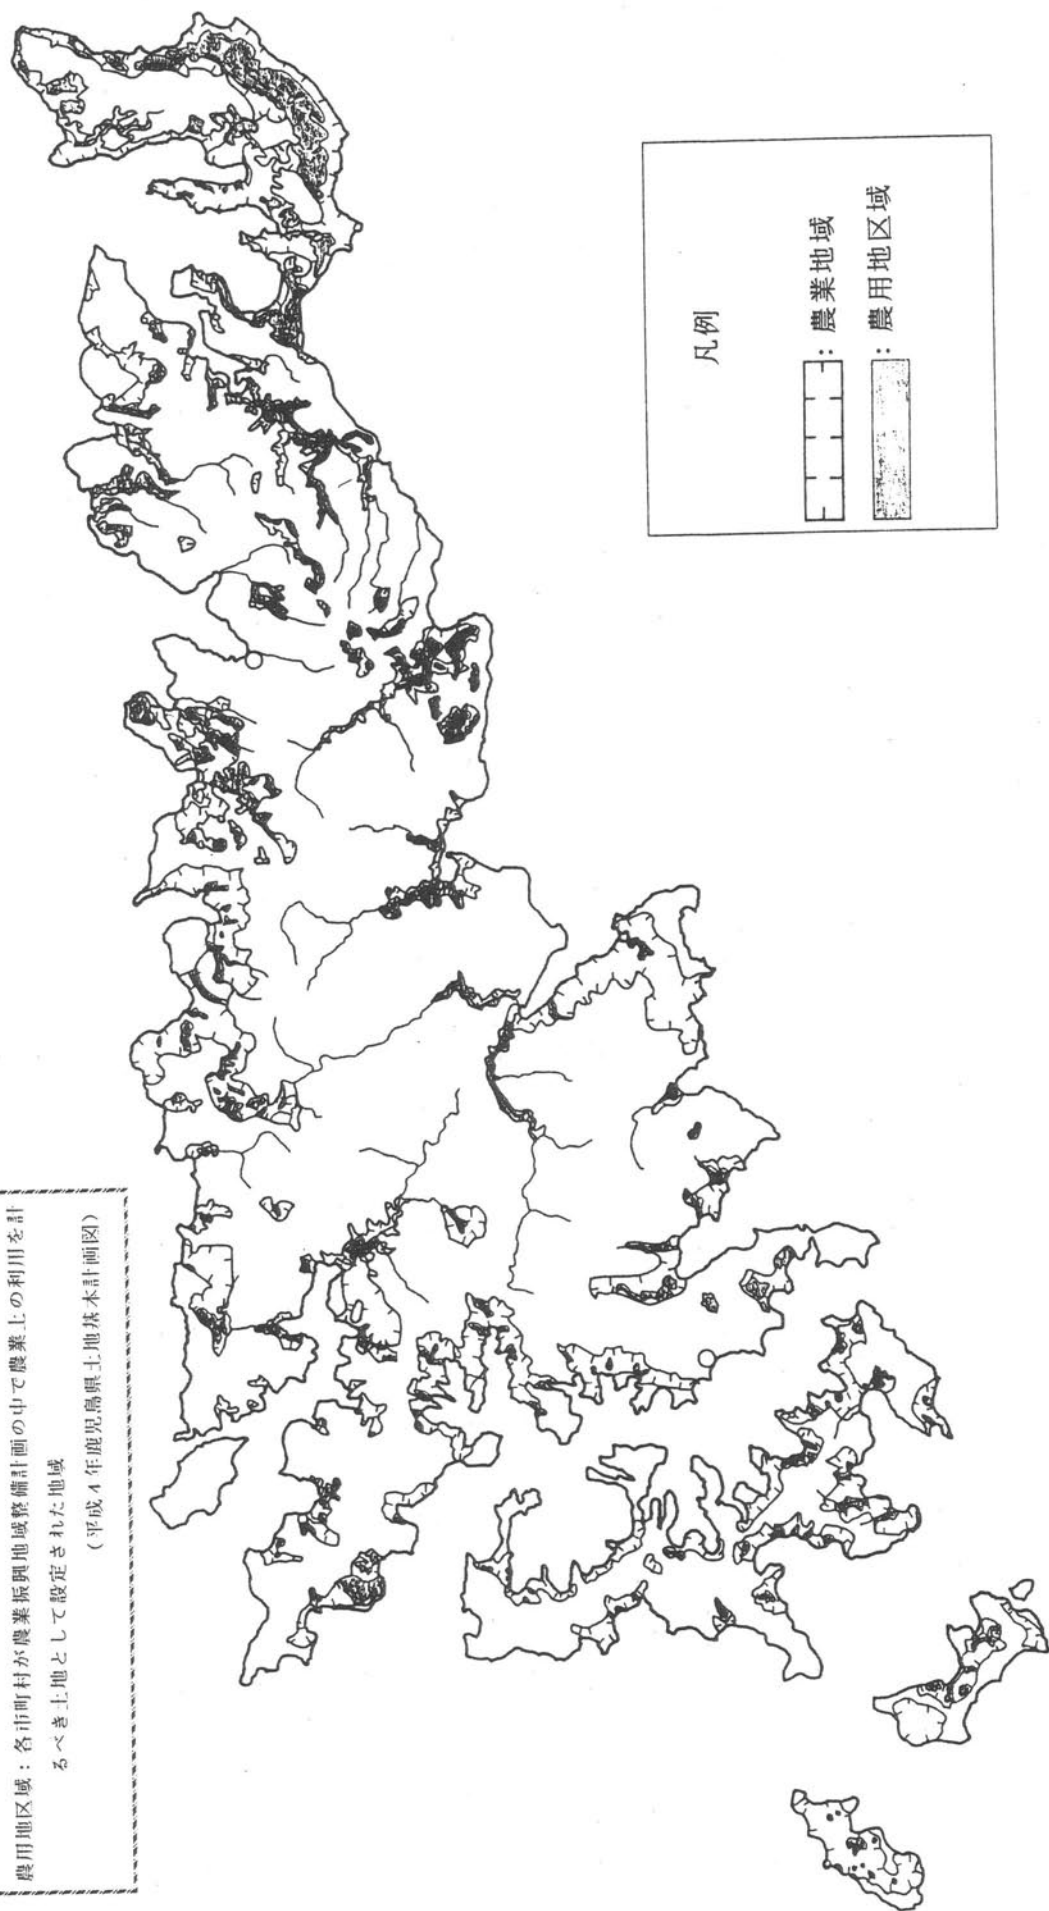 農用地区域：各市町村が農業振興地域整備計画の中で農業上の利用を計
るべき土地として設定された地域
（平成４年鹿児島県土地基本計画図）
凡例
：農業地域
：農用地区域